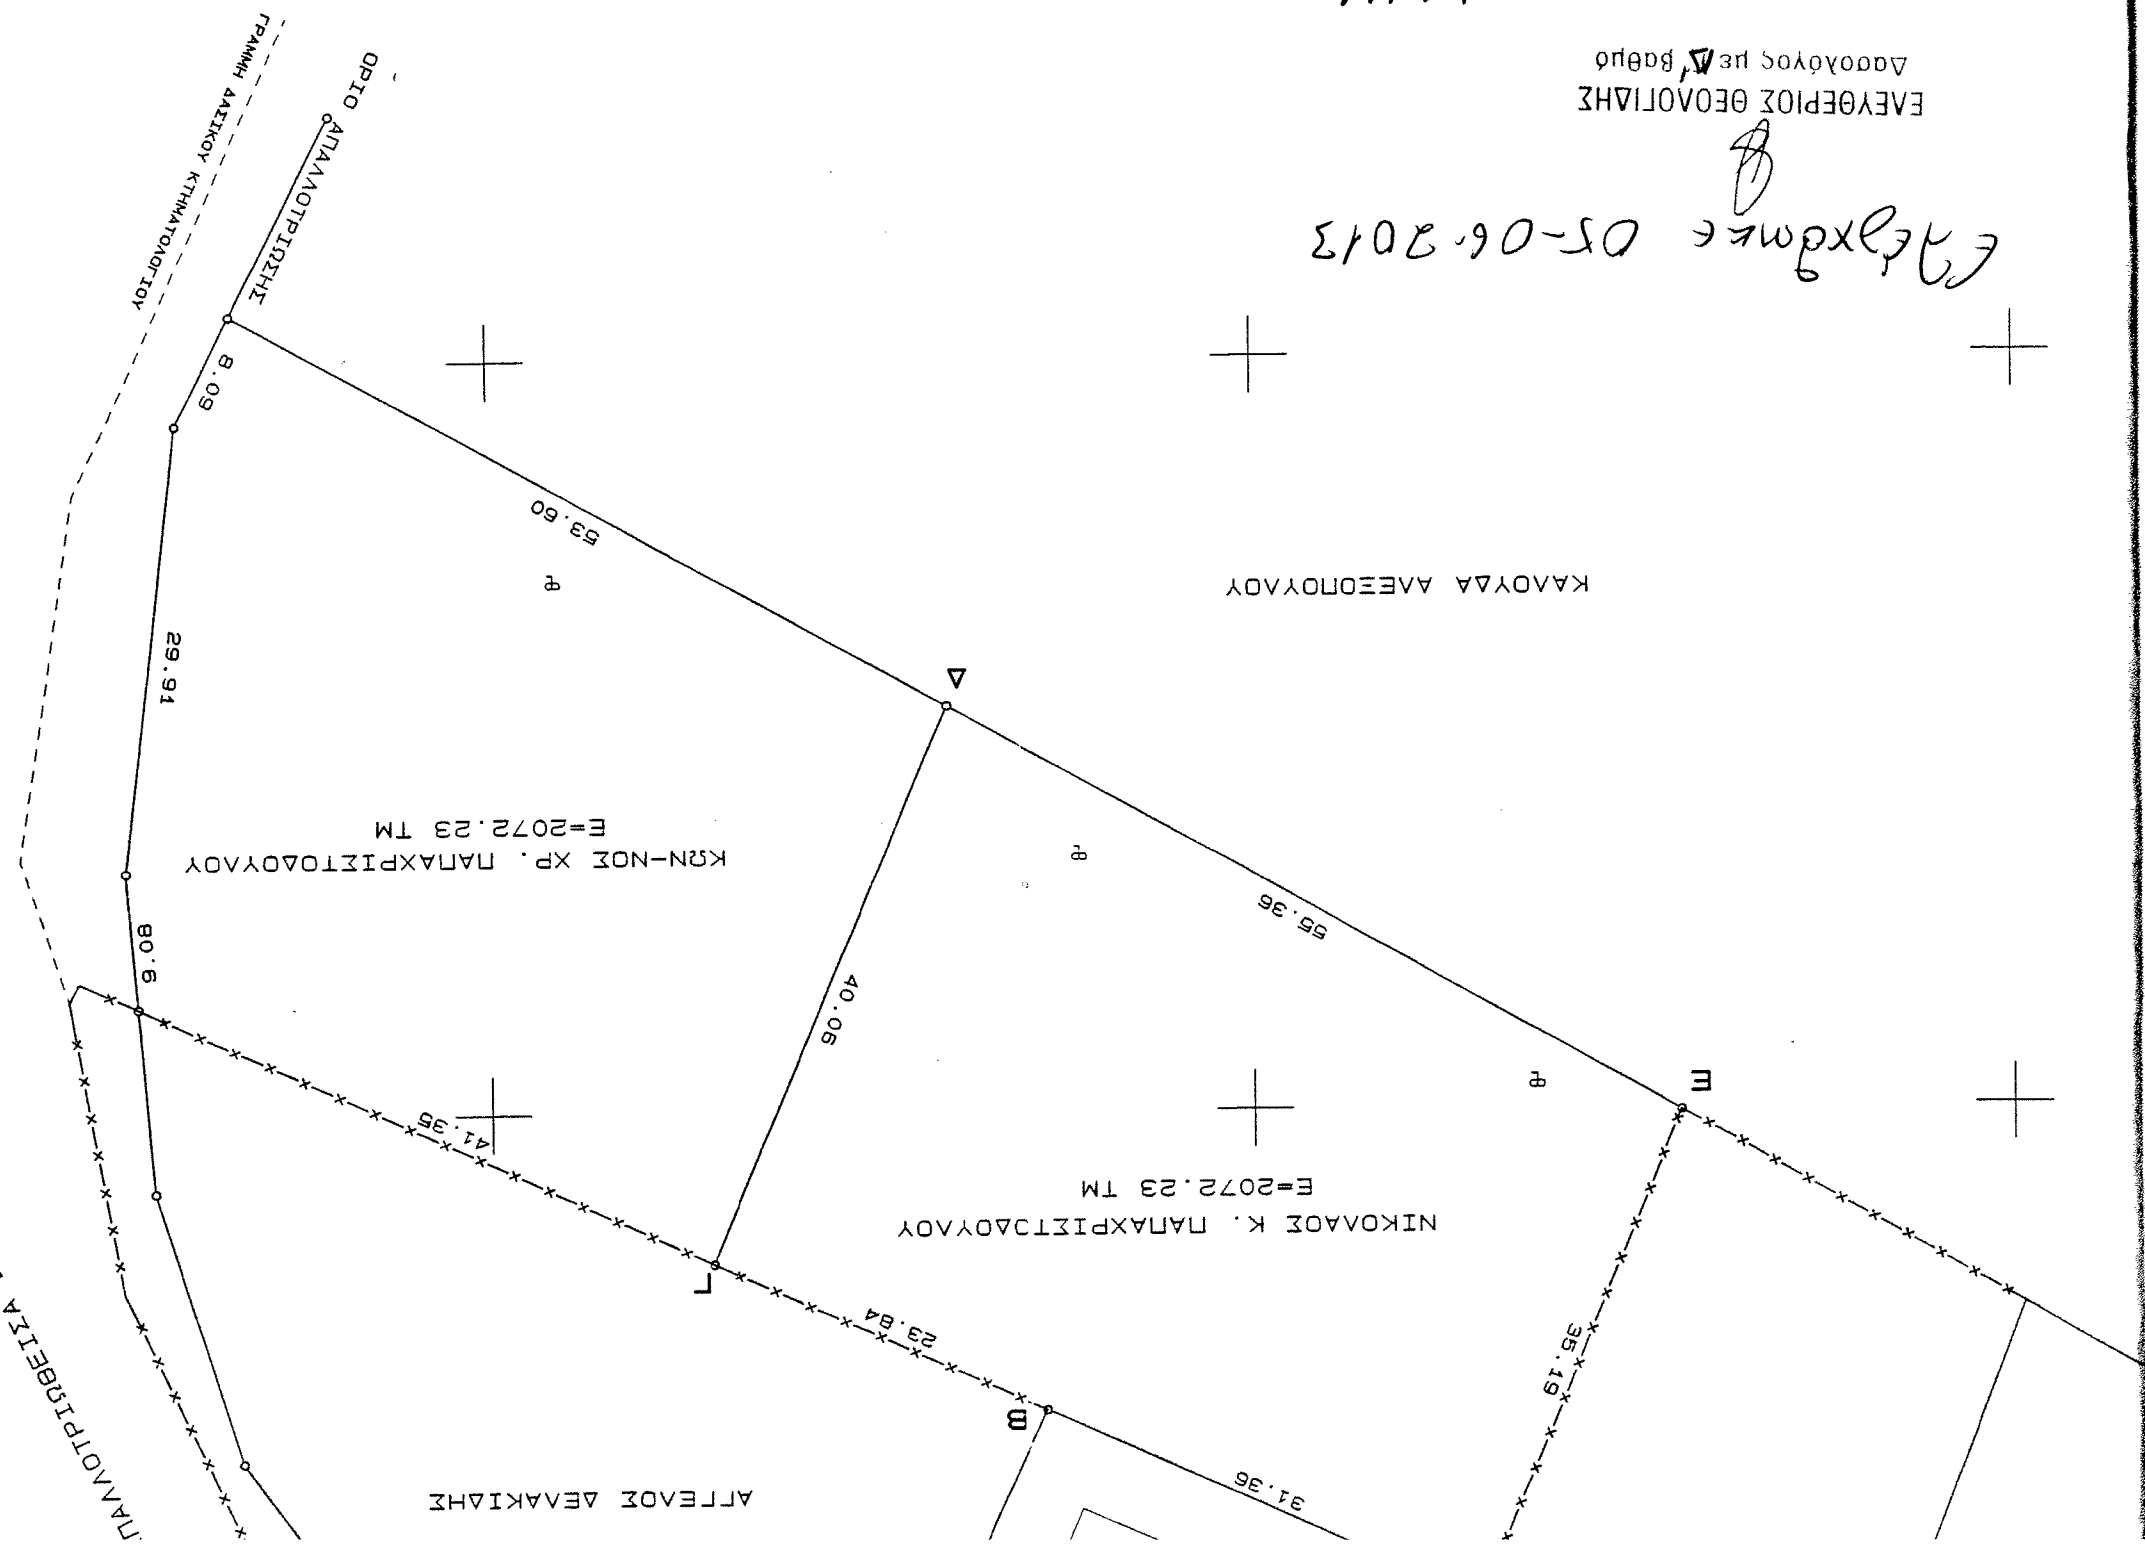 ΑΓΓΕΛΟΣ ΔΕΛΑΚΙΔΗΣ
31.36
Β
23.84
35.19
Γ
ΝΙΚΟΛΑΟΣ Κ. ΠΑΠΑΧΡΙΣΤΟΔΟΥΛΟΥ
Ε=2072.23 ΤΜ
41.35
Ε
40.06
9.08
55.36
ΚΩΝ-ΝΟΣ ΧΡ. ΠΑΠΑΧΡΙΣΤΟΔΟΥΛΟΥ
Ε=2072.23 ΤΜ
Δ
29.91
ΚΑΛΟΥΔΑ ΑΛΕΞΟΠΟΥΛΟΥ
53.60
8.09
ΟΡΙΟ ΑΠΑΛΛΟΤΡΙΩΣΗΣ
ΓΡΑΜΜΗ ΔΑΣΙΚΟΥ ΚΤΗΜΑΤΟΛΟΓΙΟΥ
Ελέγχθηκε 05-06-2013
ΕΛΕΥΘΕΡΙΟΣ ΘΕΟΛΟΓΙΔΗΣ
Δασολόγος με Δ' βαθμό